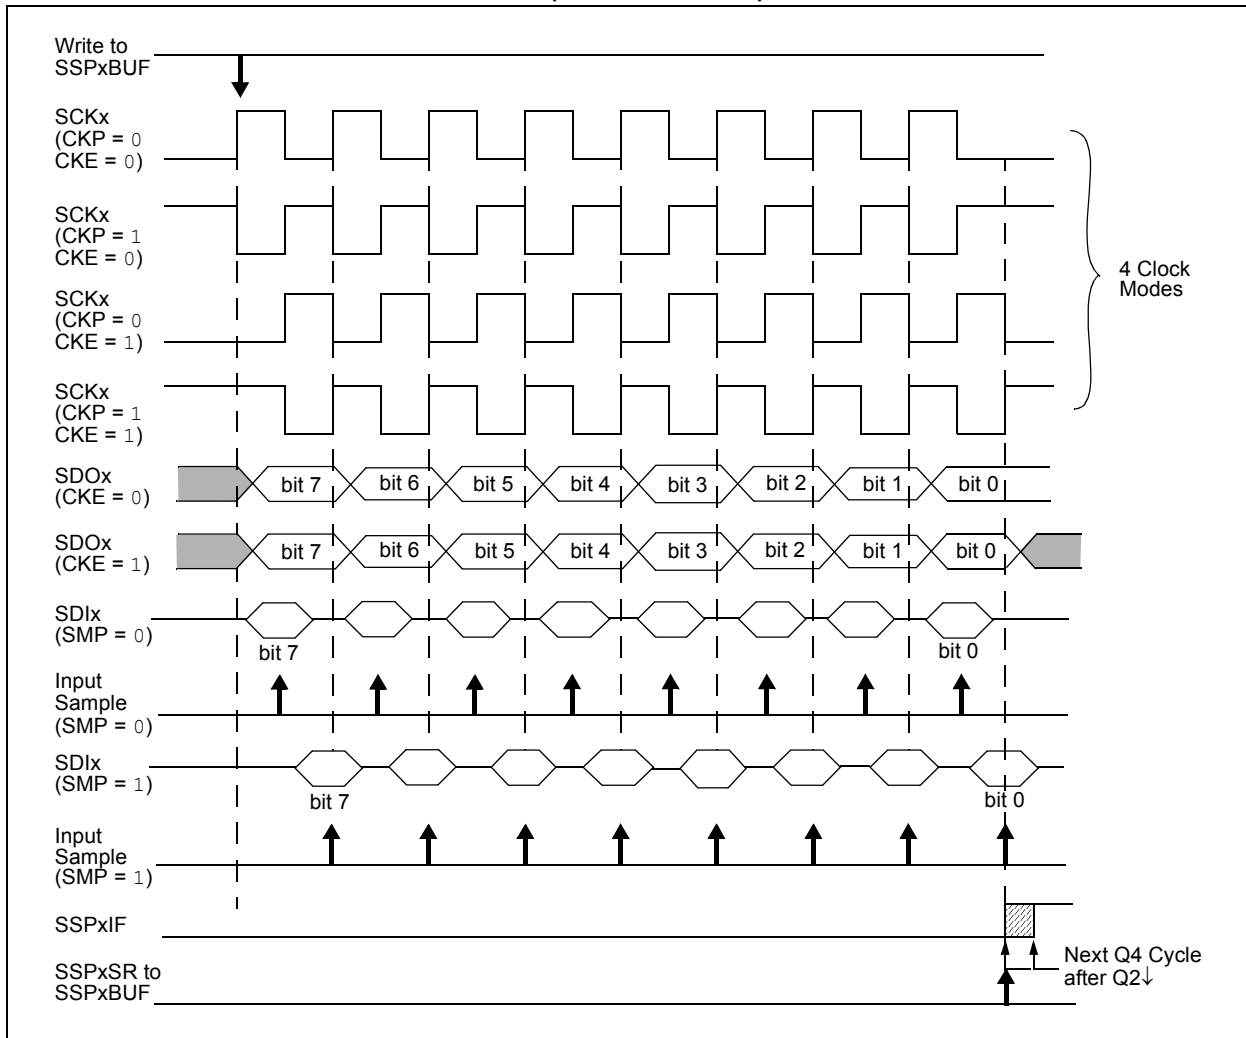 Write to
SSPxBUF
SCKx
(CKP = 0
CKE = 0)
SCKx
(CKP = 1
CKE = 0)
SCKx
(CKP = 0
CKE = 1)
SCKx
(CKP = 1
CKE = 1)
4 Clock
Modes
SDOx
(CKE = 0)
bit 7 bit 6 bit 5 bit 4 bit 3 bit 2 bit 1 bit 0
SDOx
(CKE = 1)
bit 7 bit 6 bit 5 bit 4 bit 3 bit 2 bit 1 bit 0
SDIx
(SMP = 0)
bit 7 bit 0
Input
Sample
(SMP = 0)
SDIx
(SMP = 1)
bit 7 bit 0
Input
Sample
(SMP = 1)
SSPxIF
Next Q4 Cycle
after Q2↓
SSPxSR to
SSPxBUF